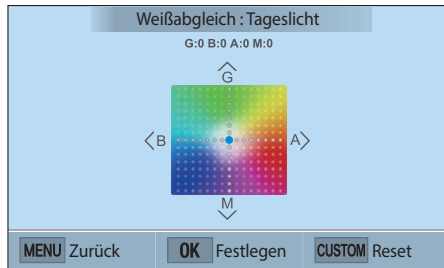 Weißabgleich : Tageslicht
G:0 B:0 A:0 M:0
G
B A
M
MENU Zurück OK Festlegen CUSTOM Reset